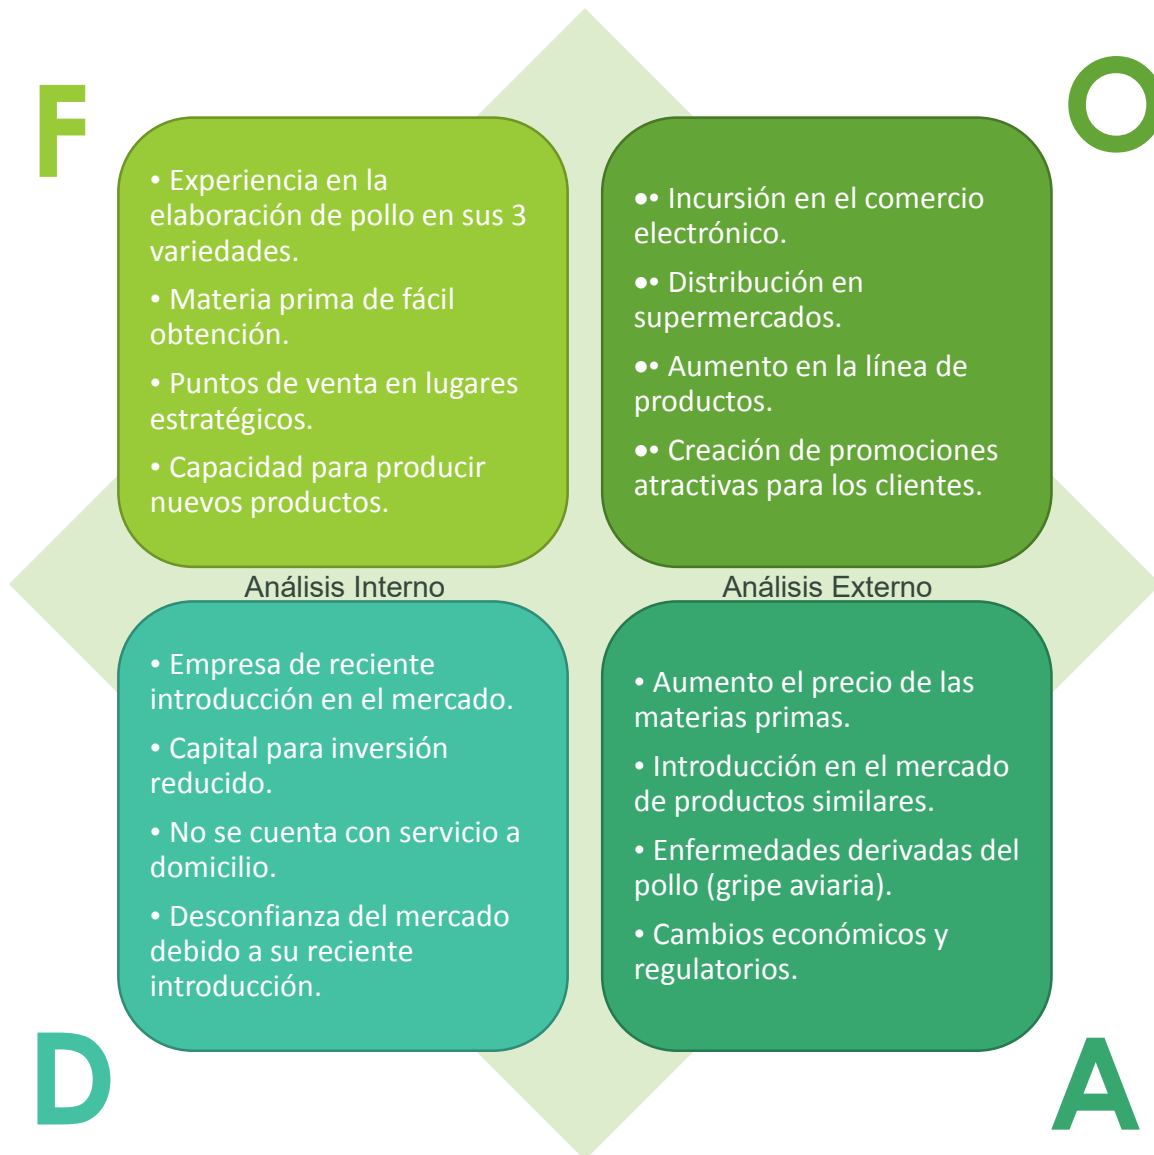 F
• Experiencia en la
elaboración de pollo en sus 3
variedades.
• Materia prima de fácil
obtención.
• Puntos de venta en lugares
estratégicos.
• Capacidad para producir
nuevos productos.
O
•• Incursión en el comercio
electrónico.
•• Distribución en
supermercados.
•• Aumento en la línea de
productos.
•• Creación de promociones
atractivas para los clientes.
Análisis Interno
Análisis Externo
• Empresa de reciente
introducción en el mercado.
• Capital para inversión
reducido.
• No se cuenta con servicio a
domicilio.
• Desconfianza del mercado
debido a su reciente
introducción.
D
• Aumento el precio de las
materias primas.
• Introducción en el mercado
de productos similares.
• Enfermedades derivadas del
pollo (gripe aviaria).
• Cambios económicos y
regulatorios.
A